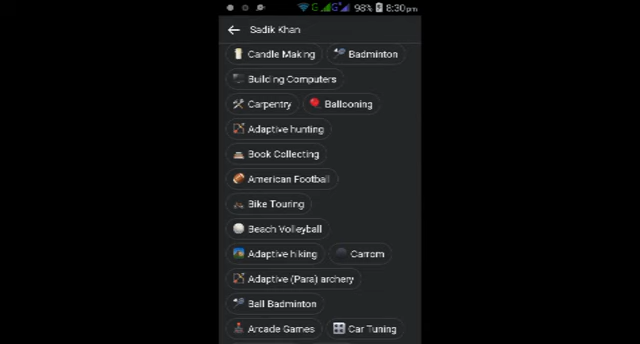 98% 8:30pm
Sadik Khan
Candle Making Badminton
Building Computers
Carpentry Ballooning
Adaptive hunting
Book Collecting
American Football
Bike Touring
Beach Volleyball
Adaptive hiking Carrom
Adaptive (Para) archery
Ball Badminton
Arcade Games Car Tuning